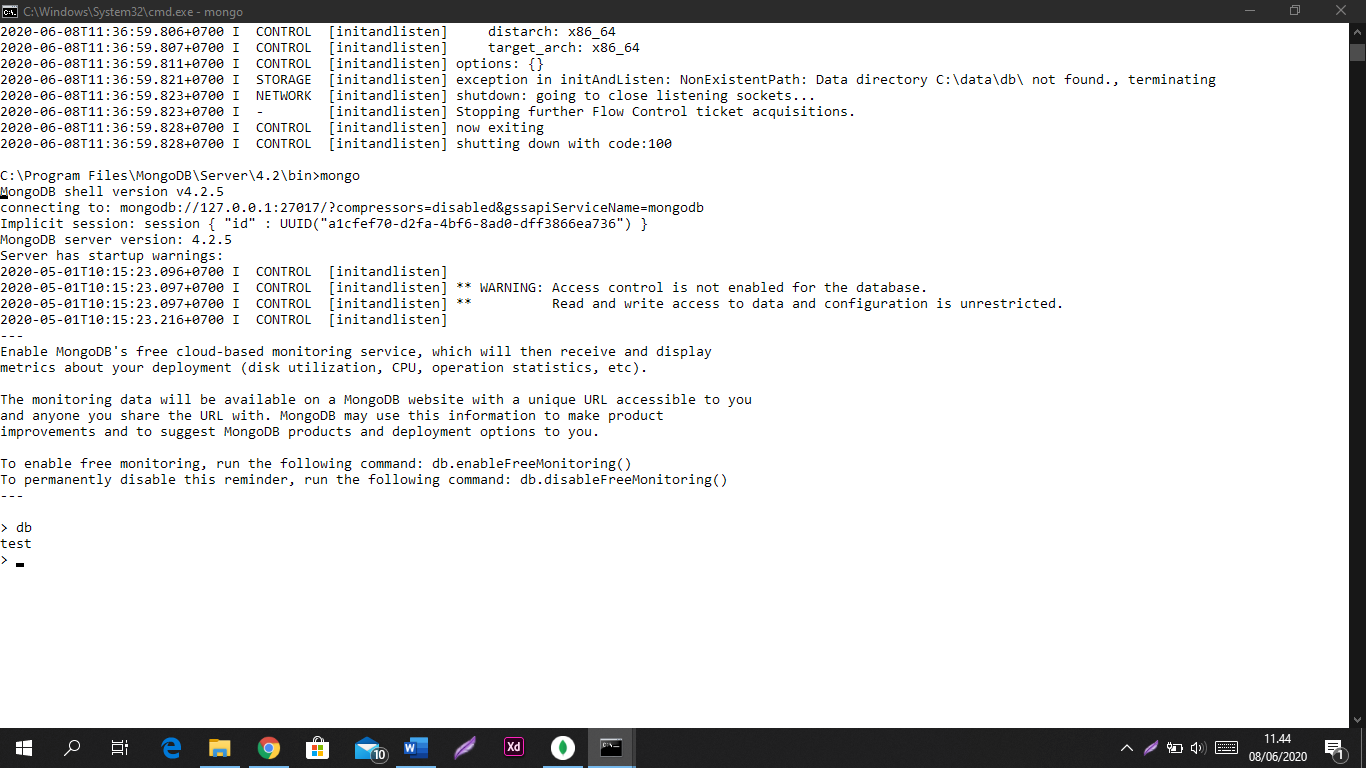 C:\Windows\System32\cmd.exe - mongo
2020-06-08T11:36:59.806+0700 I  CONTROL  [initandlisten]     distarch: x86_64
2020-06-08T11:36:59.807+0700 I  CONTROL  [initandlisten]     target_arch: x86_64
2020-06-08T11:36:59.811+0700 I  CONTROL  [initandlisten] options: {}
2020-06-08T11:36:59.821+0700 I  STORAGE  [initandlisten] exception in initAndListen: NonExistentPath: Data directory C:\data\db\ not found., terminating
2020-06-08T11:36:59.823+0700 I  NETWORK  [initandlisten] shutdown: going to close listening sockets...
2020-06-08T11:36:59.823+0700 I  -        [initandlisten] Stopping further Flow Control ticket acquisitions.
2020-06-08T11:36:59.828+0700 I  CONTROL  [initandlisten] now exiting
2020-06-08T11:36:59.828+0700 I  CONTROL  [initandlisten] shutting down with code:100
C:\Program Files\MongoDB\Server\4.2\bin>mongo
MongoDB shell version v4.2.5
connecting to: mongodb://127.0.0.1:27017/?compressors=disabled&gssapiServiceName=mongodb
Implicit session: session { "id" : UUID("a1cfef70-d2fa-4bf6-8ad0-dff3866ea736") }
MongoDB server version: 4.2.5
Server has startup warnings:
2020-05-01T10:15:23.096+0700 I  CONTROL  [initandlisten]
2020-05-01T10:15:23.097+0700 I  CONTROL  [initandlisten] ** WARNING: Access control is not enabled for the database.
2020-05-01T10:15:23.097+0700 I  CONTROL  [initandlisten] **          Read and write access to data and configuration is unrestricted.
2020-05-01T10:15:23.216+0700 I  CONTROL  [initandlisten]
---
Enable MongoDB's free cloud-based monitoring service, which will then receive and display
metrics about your deployment (disk utilization, CPU, operation statistics, etc).
The monitoring data will be available on a MongoDB website with a unique URL accessible to you
and anyone you share the URL with. MongoDB may use this information to make product
improvements and to suggest MongoDB products and deployment options to you.
To enable free monitoring, run the following command: db.enableFreeMonitoring()
To permanently disable this reminder, run the following command: db.disableFreeMonitoring()
---
> db
test
>
10
Xd
11.44
08/06/2020
1